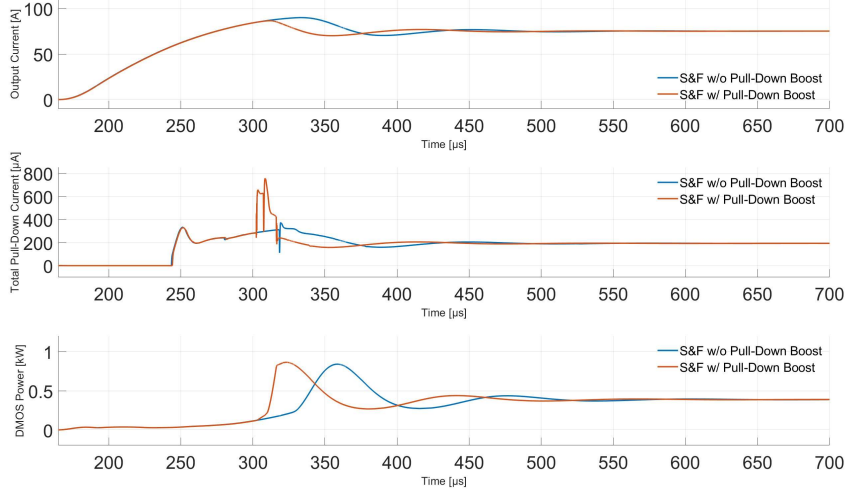 Output Current [A]
100
50
0
S&F w/o Pull-Down Boost
S&F w/ Pull-Down Boost
200 250 300 350 400 450 500 550 600 650 700
Time [µs]
Total Pull-Down Current [µA]
800
600
400
200
0
S&F w/o Pull-Down Boost
S&F w/ Pull-Down Boost
200 250 300 350 400 450 500 550 600 650 700
Time [µs]
DMOS Power [kW]
1
0.5
0
S&F w/o Pull-Down Boost
S&F w/ Pull-Down Boost
200 250 300 350 400 450 500 550 600 650 700
Time [µs]